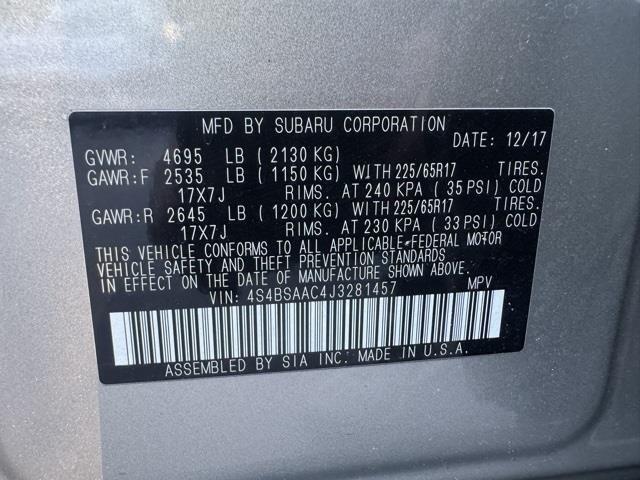 MFD BY SUBARU CORPORATION DATE: 12/17
GVWR: 4695 LB (2130 KG)
GAWR:F 2535 LB (1150 KG) WITH 225/65R17 TIRES.
17X7J RIMS. AT 240 KPA (35 PSI) COLD
GAWR:R 2645 LB (1200 KG) WITH 225/65R17 TIRES.
17X7J RIMS. AT 230 KPA (33 PSI) COLD
THIS VEHICLE CONFORMS TO ALL APPLICABLE FEDERAL MOTOR
VEHICLE SAFETY AND THEFT PREVENTION STANDARDS
IN EFFECT ON THE DATE OF MANUFACTURE SHOWN ABOVE.
VIN: 4S4BSAAC4J3281457 MPV
ASSEMBLED BY SIA INC. MADE IN U.S.A.